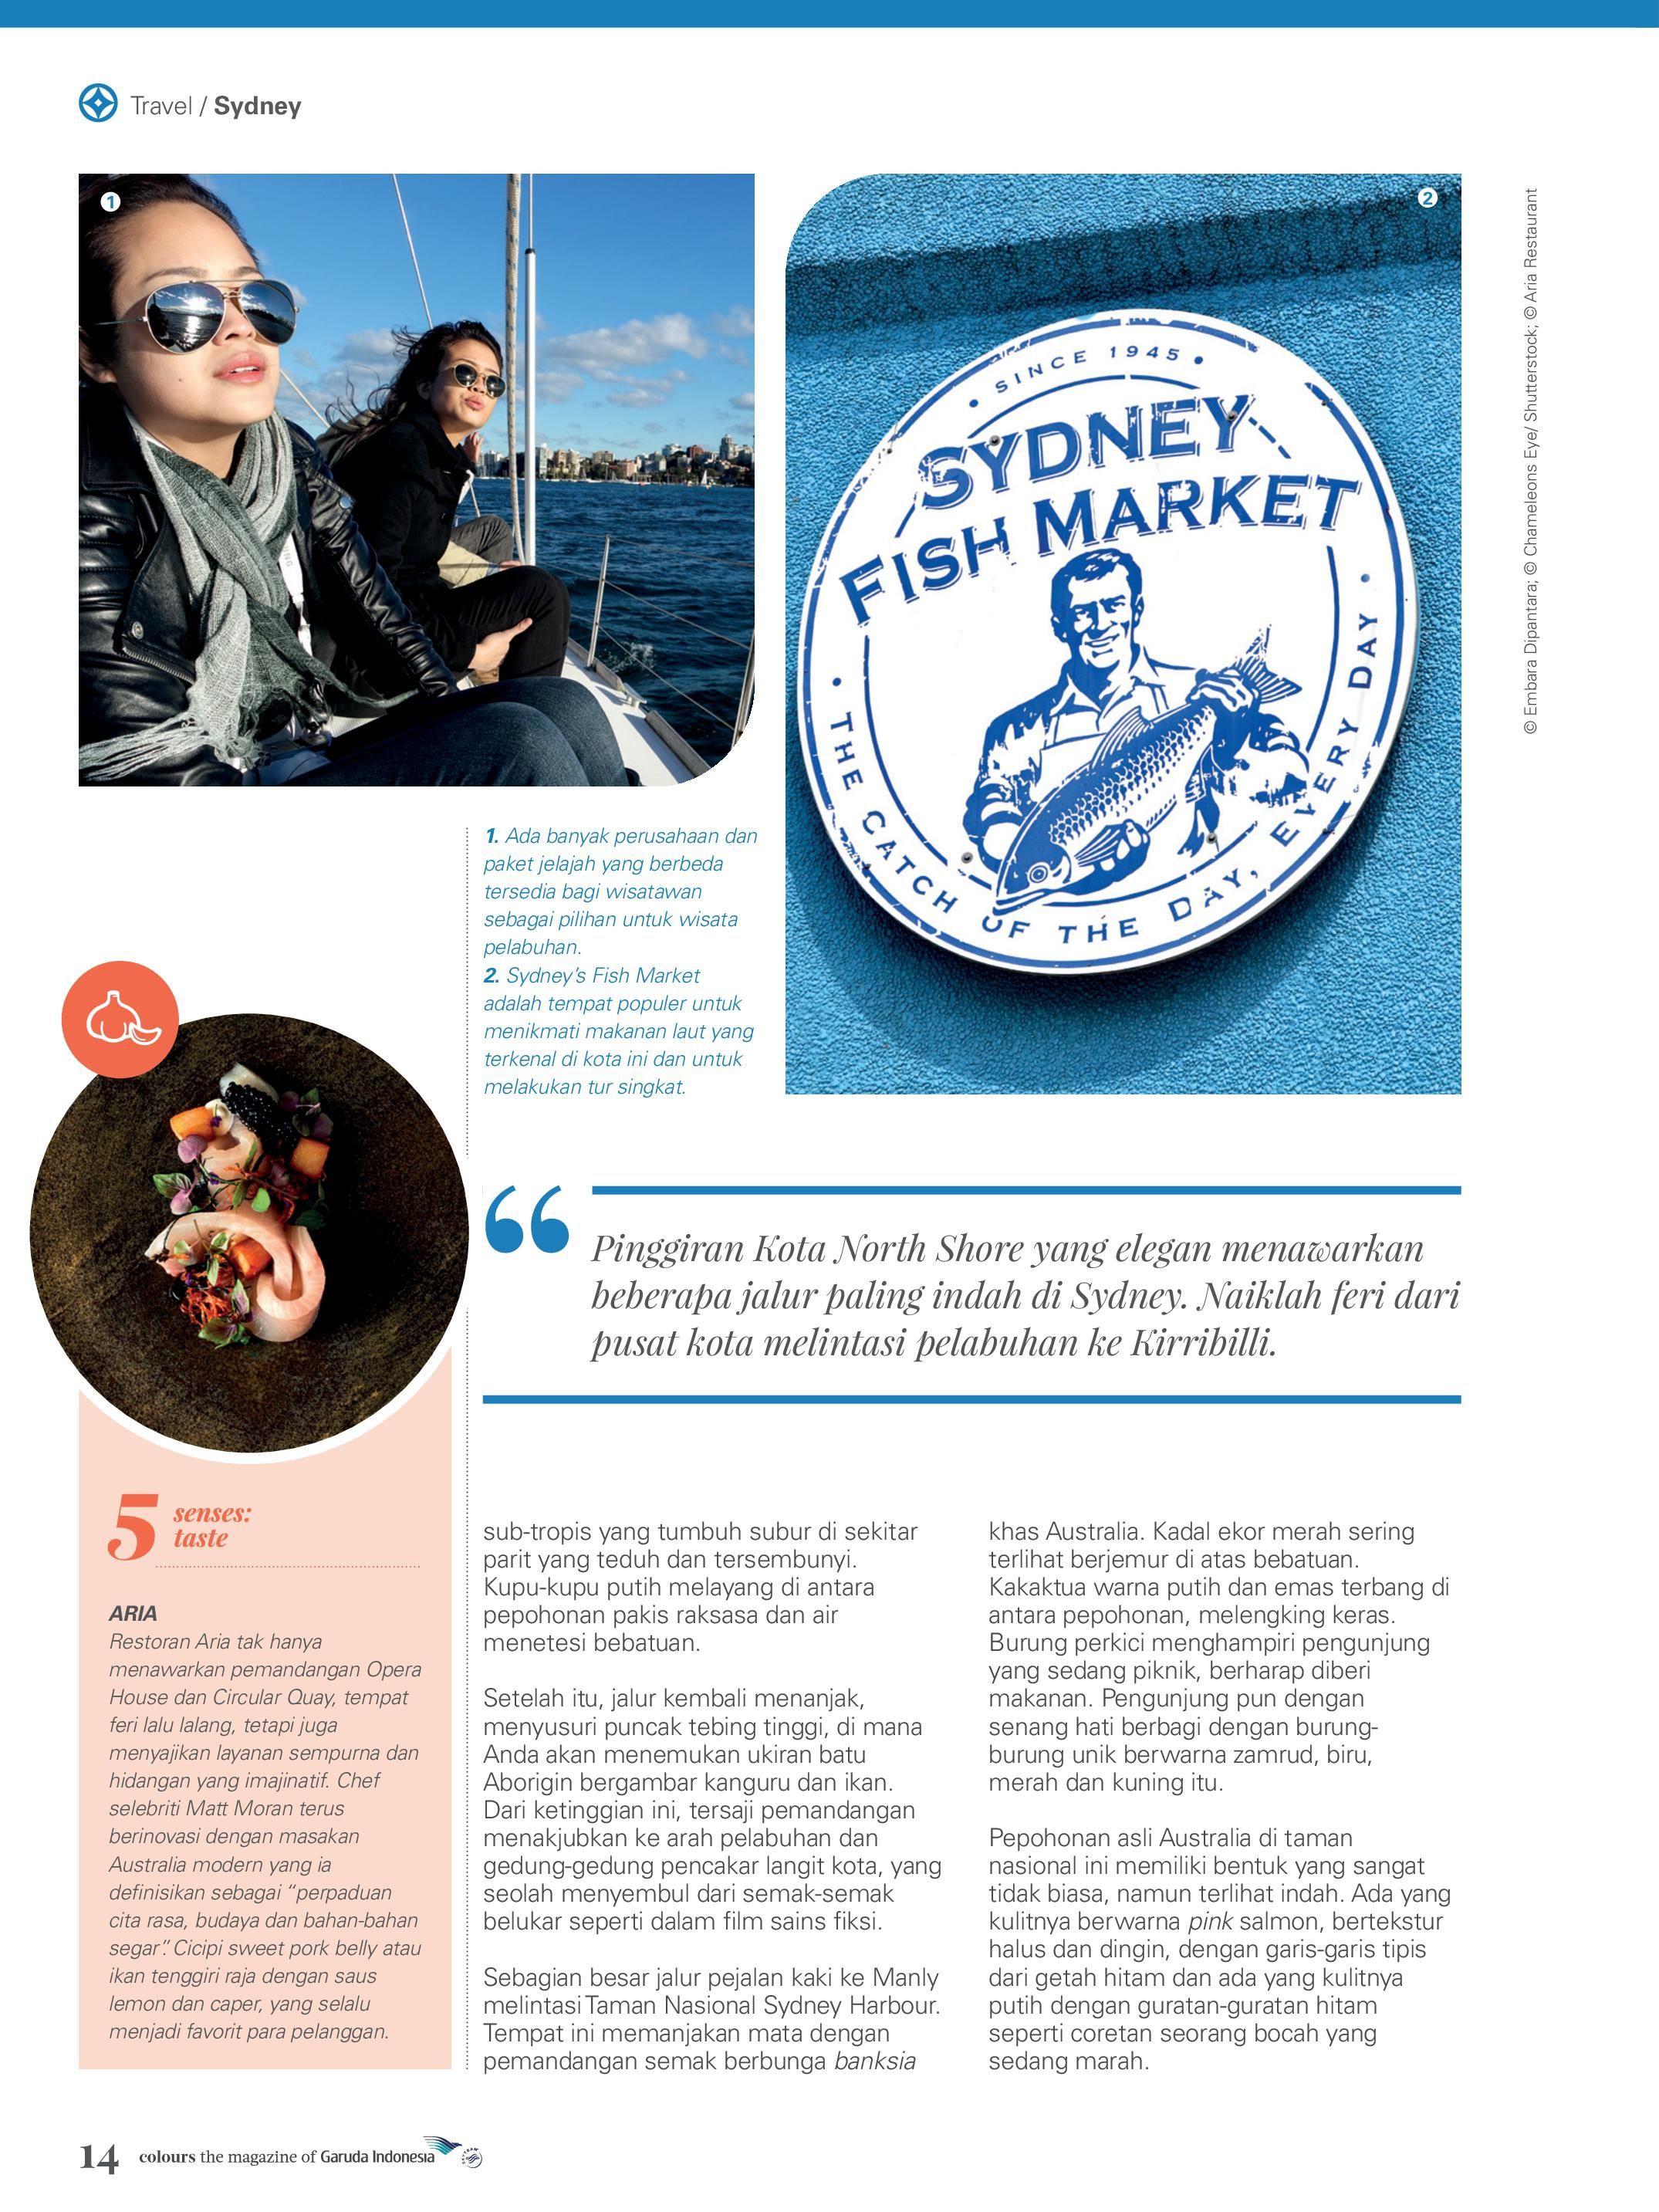 Travel / Sydney
1
2
© Embara Dipantara; © Chameleons Eye/ Shutterstock; © Aria Restaurant
• SINCE 1945 •
SYDNEY
FISH MARKET
• THE CATCH OF THE DAY, EVERY DAY •
1. Ada banyak perusahaan dan
paket jelajah yang berbeda
tersedia bagi wisatawan
sebagai pilihan untuk wisata
pelabuhan.
2. Sydney’s Fish Market
adalah tempat populer untuk
menikmati makanan laut yang
terkenal di kota ini dan untuk
melakukan tur singkat.
“ Pinggiran Kota North Shore yang elegan menawarkan
beberapa jalur paling indah di Sydney. Naiklah feri dari
pusat kota melintasi pelabuhan ke Kirribilli.
5 senses:
taste
ARIA
Restoran Aria tak hanya
menawarkan pemandangan Opera
House dan Circular Quay, tempat
feri lalu lalang, tetapi juga
menyajikan layanan sempurna dan
hidangan yang imajinatif. Chef
selebriti Matt Moran terus
berinovasi dengan masakan
Australia modern yang ia
definisikan sebagai “perpaduan
cita rasa, budaya dan bahan-bahan
segar”. Cicipi sweet pork belly atau
ikan tenggiri raja dengan saus
lemon dan caper, yang selalu
menjadi favorit para pelanggan.
sub-tropis yang tumbuh subur di sekitar
parit yang teduh dan tersembunyi.
Kupu-kupu putih melayang di antara
pepohonan pakis raksasa dan air
menetesi bebatuan.
Setelah itu, jalur kembali menanjak,
menyusuri puncak tebing tinggi, di mana
Anda akan menemukan ukiran batu
Aborigin bergambar kanguru dan ikan.
Dari ketinggian ini, tersaji pemandangan
menakjubkan ke arah pelabuhan dan
gedung-gedung pencakar langit kota, yang
seolah menyembul dari semak-semak
belukar seperti dalam film sains fiksi.
Sebagian besar jalur pejalan kaki ke Manly
melintasi Taman Nasional Sydney Harbour.
Tempat ini memanjakan mata dengan
pemandangan semak berbunga banksia
khas Australia. Kadal ekor merah sering
terlihat berjemur di atas bebatuan.
Kakaktua warna putih dan emas terbang di
antara pepohonan, melengking keras.
Burung perkici menghampiri pengunjung
yang sedang piknik, berharap diberi
makanan. Pengunjung pun dengan
senang hati berbagi dengan burung-
burung unik berwarna zamrud, biru,
merah dan kuning itu.
Pepohonan asli Australia di taman
nasional ini memiliki bentuk yang sangat
tidak biasa, namun terlihat indah. Ada yang
kulitnya berwarna pink salmon, bertekstur
halus dan dingin, dengan garis-garis tipis
dari getah hitam dan ada yang kulitnya
putih dengan guratan-guratan hitam
seperti coretan seorang bocah yang
sedang marah.
14 colours the magazine of Garuda Indonesia